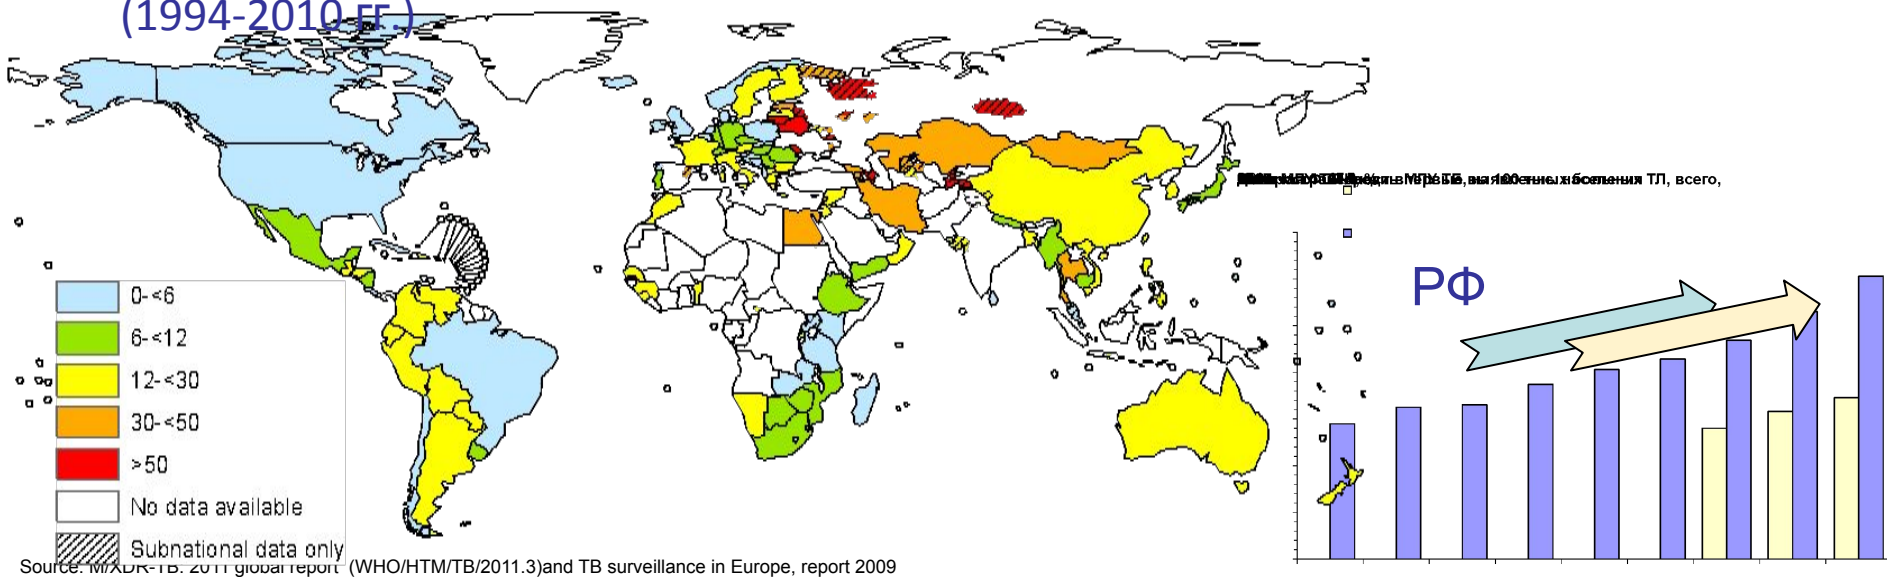 (1994-2010 гг.)
всего,
РФ
0-<6
6-<12
12-<30
30-<50
>50
No data available
Subnational data only
Source: M/XDR-TB: 2011 global report (WHO/HTM/TB/2011.3)and TB surveillance in Europe, report 2009